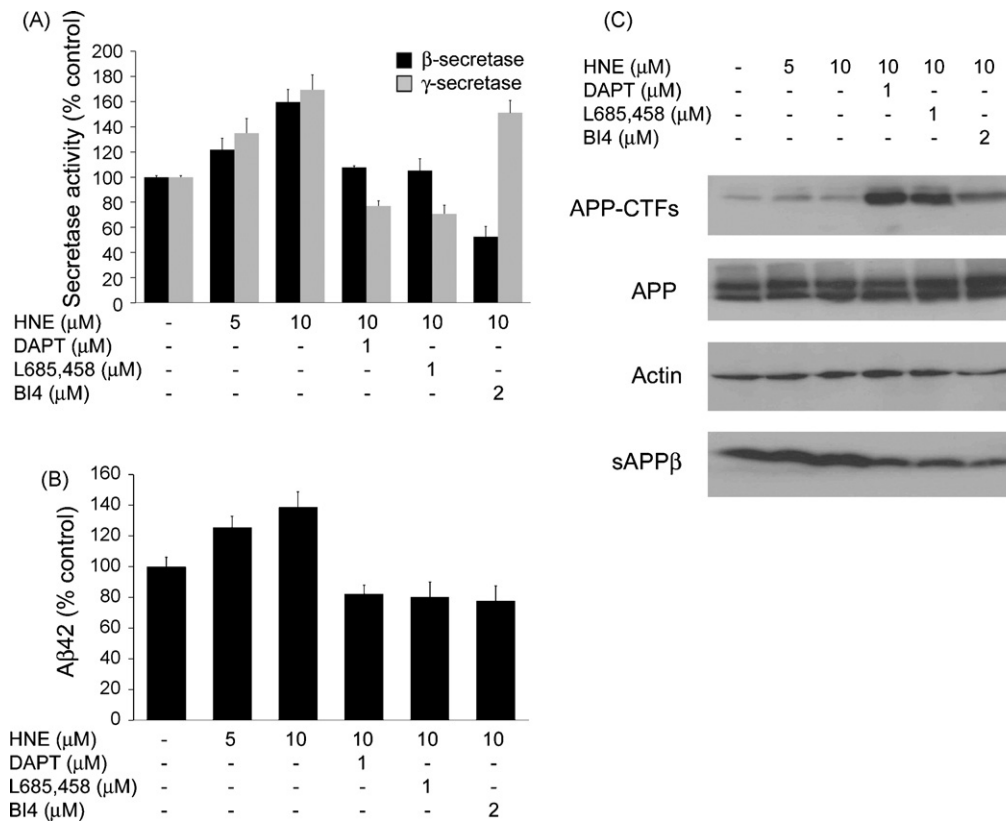 (A)
Secretase activity (% control)
200
180
160
140
120
100
80
60
40
20
0
β-secretase
γ-secretase
HNE (μM) - 5 10 10 10 10
DAPT (μM) - - - 1 - -
L685,458 (μM) - - - - 1 -
BI4 (μM) - - - - - 2
(B)
Aβ42 (% control)
160
140
120
100
80
60
40
20
0
HNE (μM) - 5 10 10 10 10
DAPT (μM) - - - 1 - -
L685,458 (μM) - - - - 1 -
BI4 (μM) - - - - - 2
(C)
HNE (μM) - 5 10 10 10 10
DAPT (μM) - - - 1 - -
L685,458 (μM) - - - - 1 -
BI4 (μM) - - - - - 2
APP-CTFs
APP
Actin
sAPPβ